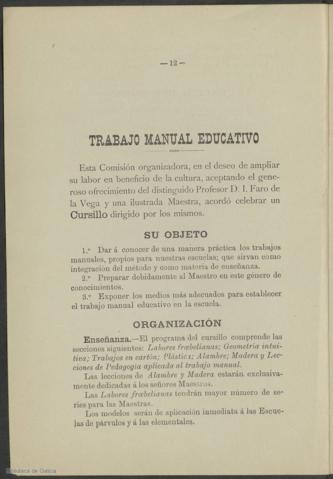 — 12 —
TRABAJO MANUAL EDUCATIVO
Esta Comisión organizadora, en el deseo de ampliar
su labor en beneficio de la cultura, aceptando el gene-
roso ofrecimiento del distinguido Profesor D. I. Faro de
la Vega y una ilustrada Maestra, acordó celebrar un
Cursillo dirigido por los mismos.
SU OBJETO
1.º Dar á conocer de una manera práctica los trabajos
manuales, propios para nuestras escuelas; que sirvan como
integración del método y como materia de enseñanza.
2.º Preparar debidamente al Maestro en este género de
conocimientos.
3.º Exponer los medios más adecuados para establecer
el trabajo manual educativo en la escuela.
ORGANIZACIÓN
Enseñanza.—El programa del cursillo comprende las
secciones siguientes: Labores frœbelianas; Geometría intui-
tiva; Trabajos en cartón; Plástica; Alambre; Madera y Lec-
ciones de Pedagogía aplicada al trabajo manual.
Las lecciones de Alambre y Madera estarán exclusiva-
mente dedicadas á los señores Maestros.
Las Labores frœbelianas tendrán mayor número de se-
ries para las Maestras.
Los modelos serán de aplicación inmediata á las Escue-
las de párvulos y á las elementales.
Biblioteca de Galicia